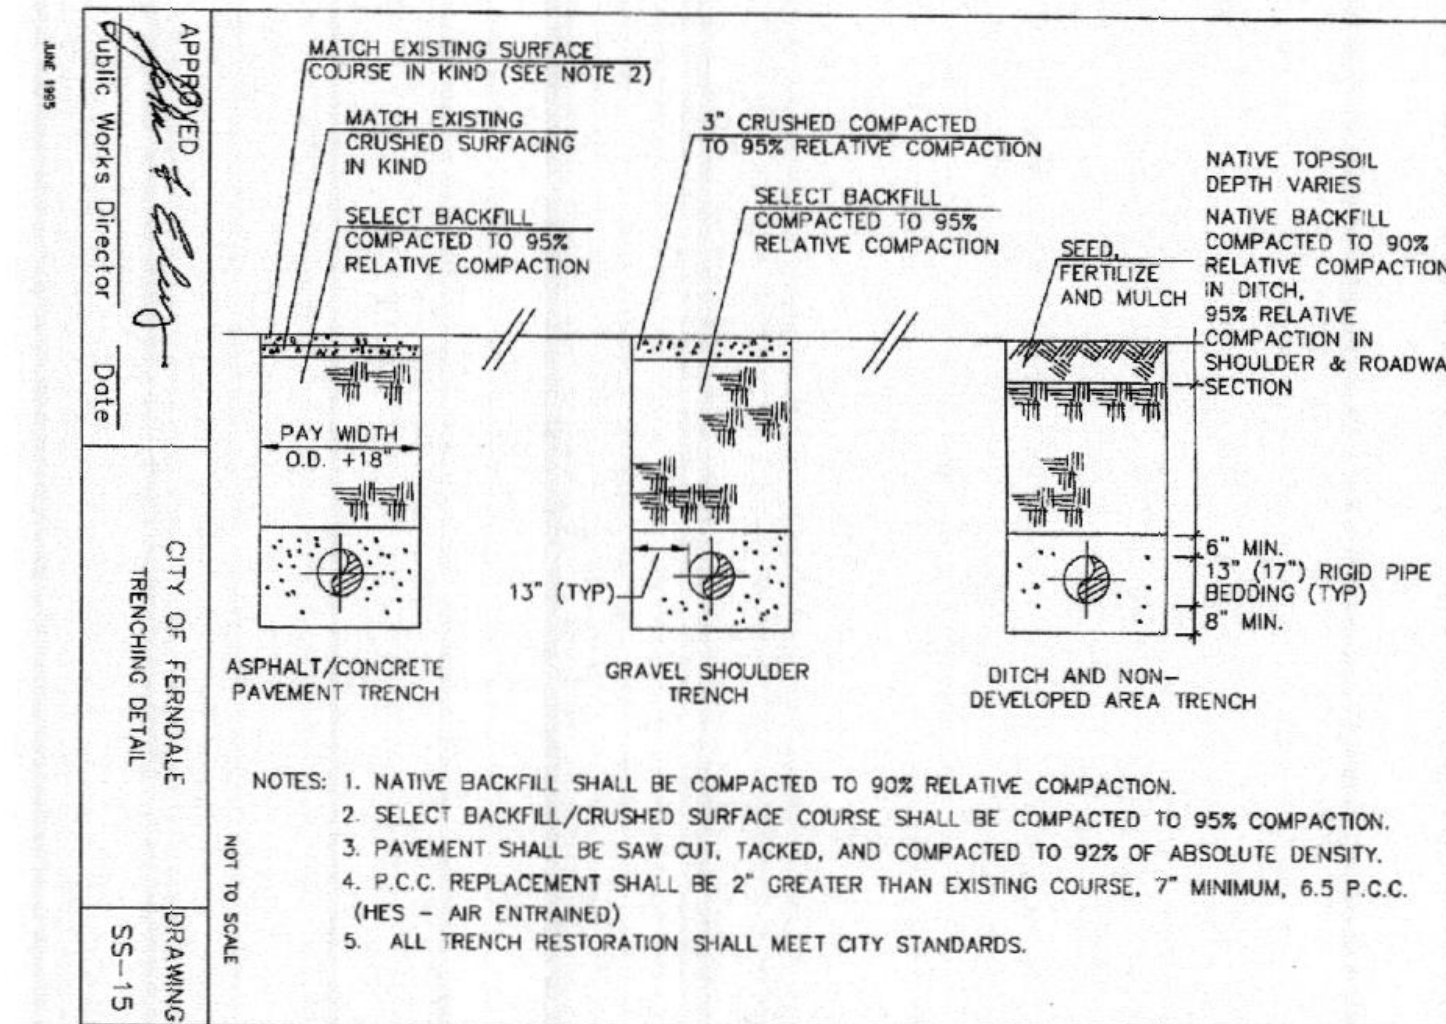 MATCH EXISTING SURFACE
COURSE IN KIND (SEE NOTE 2)
MATCH EXISTING
CRUSHED SURFACING
IN KIND
SELECT BACKFILL
COMPACTED TO 95%
RELATIVE COMPACTION
3" CRUSHED COMPACTED
TO 95% RELATIVE COMPACTION
SELECT BACKFILL
COMPACTED TO 95%
RELATIVE COMPACTION
SEED,
FERTILIZE
AND MULCH
NATIVE TOPSOIL
DEPTH VARIES
NATIVE BACKFILL
COMPACTED TO 90%
RELATIVE COMPACTION
IN DITCH,
95% RELATIVE
COMPACTION IN
SHOULDER & ROADWA
SECTION
PAY WIDTH
O.D. +18"
13" (TYP)
6" MIN.
13" (17") RIGID PIPE
BEDDING (TYP)
8" MIN.
ASPHALT/CONCRETE
PAVEMENT TRENCH
GRAVEL SHOULDER
TRENCH
DITCH AND NON-
DEVELOPED AREA TRENCH
NOTES: 1. NATIVE BACKFILL SHALL BE COMPACTED TO 90% RELATIVE COMPACTION.
2. SELECT BACKFILL/CRUSHED SURFACE COURSE SHALL BE COMPACTED TO 95% COMPACTION.
3. PAVEMENT SHALL BE SAW CUT, TACKED, AND COMPACTED TO 92% OF ABSOLUTE DENSITY.
4. P.C.C. REPLACEMENT SHALL BE 2" GREATER THAN EXISTING COURSE, 7" MINIMUM, 6.5 P.C.C.
(HES - AIR ENTRAINED)
5. ALL TRENCH RESTORATION SHALL MEET CITY STANDARDS.
NOT TO SCALE
APPROVED
Public Works Director
Date
CITY OF FERNDALE
TRENCHING DETAIL
DRAWING
SS-15
JUNE 1995